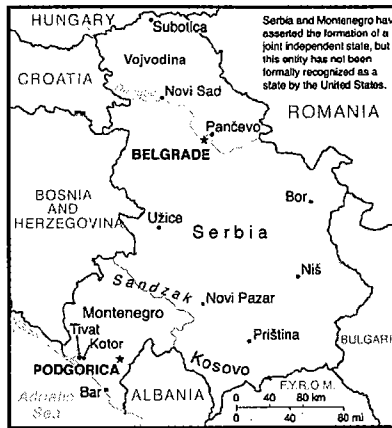 HUNGARY
Subotica
Serbia and Montenegro have
asserted the formation of a
joint independent state, but
this entity has not been
formally recognized as a
state by the United States.
Vojvodina
CROATIA
Novi Sad
ROMANIA
Pančevo
BELGRADE
BOSNIA
AND
HERZEGOVINA
Bor
Užice
Serbia
Sandzak
Niš
Novi Pazar
Montenegro
Tivat
Kotor
Priština
BULGARI
PODGORICA
Kosovo
Bar
ALBANIA
F.Y.R.O.M.
Adriatic
Sea
0 40 80 km
0 40 80 mi